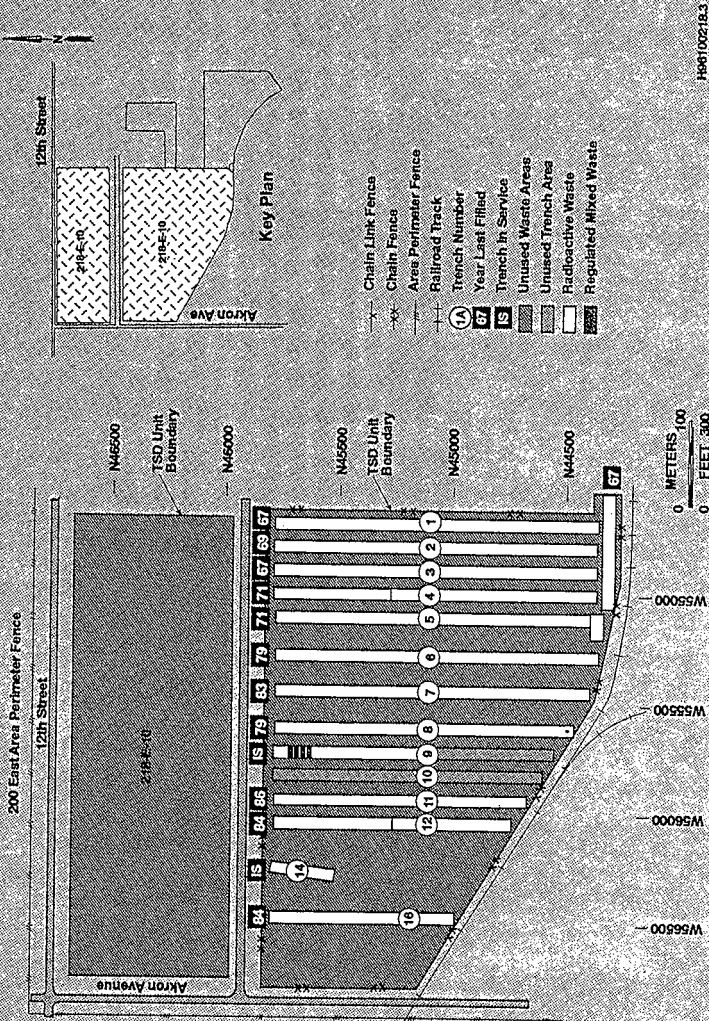 200 East Area Perimeter Fence
12th Street
218-E-10
Akron Avenue
N46500
TSD Unit
Boundary
N46000
N45500
TSD Unit
Boundary
N45000
N44500
84
IS
84
86
IS
79
83
79
71
71
67
69
67
16
14
12
11
10
9
8
7
6
5
4
3
2
1
67
W56500
W56000
W55500
W55000
METERS
0 100
0 300
FEET
N
12th Street
218-E-10
218-E-10
Akron Ave
Key Plan
Chain Link Fence
Chain Fence
Area Perimeter Fence
Railroad Track
1A Trench Number
67 Year Last Filled
IS Trench In Service
Unused Waste Areas
Unused Trench Area
Radioactive Waste
Regulated Mixed Waste
H96100218.3